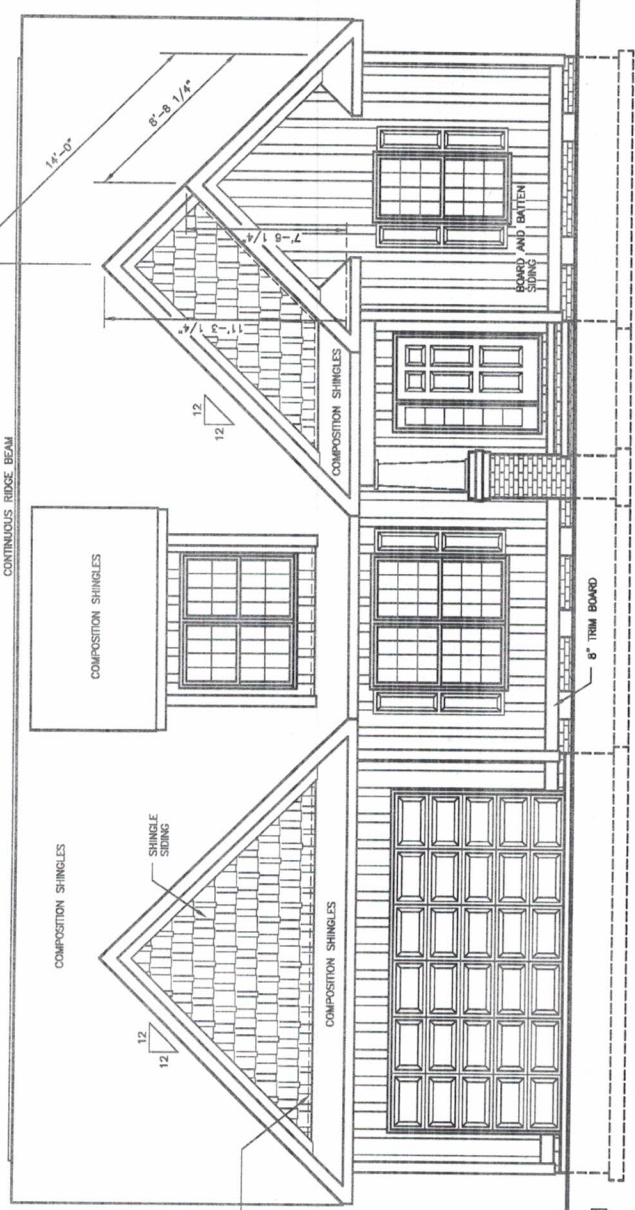 CONTINUOUS RIDGE BEAM
14'-0"
8'-8 1/4"
COMPOSITION SHINGLES
COMPOSITION SHINGLES
SHINGLE
SIDING
12
12
12
12
11'-3 1/4"
7'-6 1/4"
COMPOSITION SHINGLES
COMPOSITION SHINGLES
BOARD AND BATTEN
SIDING
8" TRIM BOARD